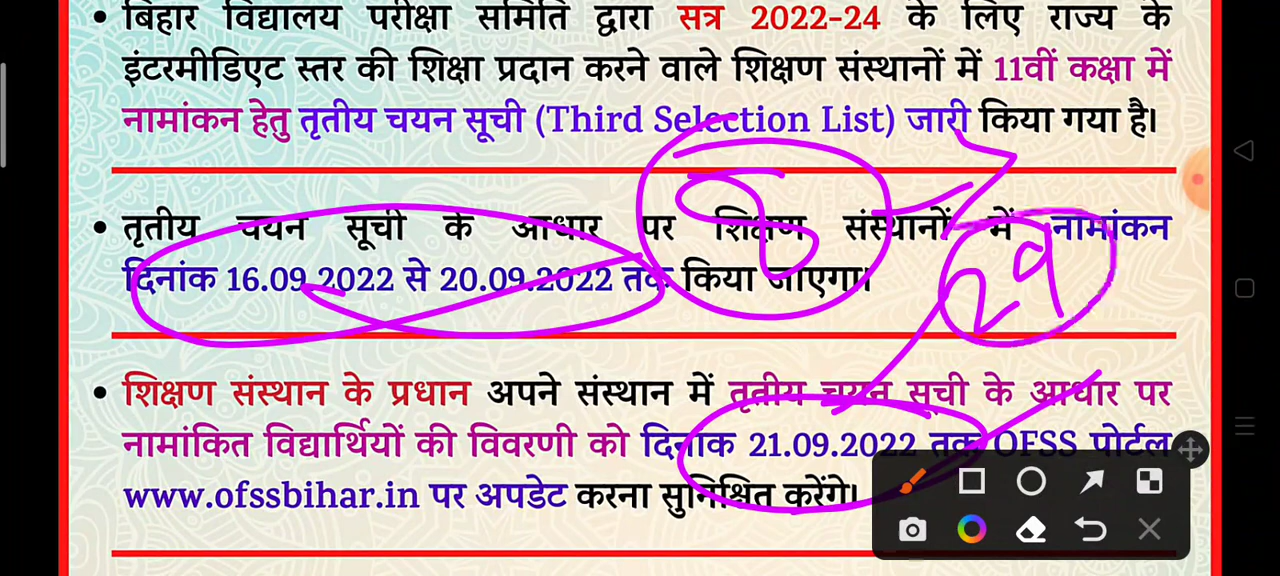 • बिहार विद्यालय परीक्षा समिति द्वारा सत्र 2022-24 के लिए राज्य के
इंटरमीडिएट स्तर की शिक्षा प्रदान करने वाले शिक्षण संस्थानों में 11वीं कक्षा में
नामांकन हेतु तृतीय चयन सूची (Third Selection List) जारी किया गया है।
• तृतीय चयन सूची के आधार पर शिक्षण संस्थानों में नामांकन
दिनांक 16.09.2022 से 20.09.2022 तक किया जाएगा।
29
• शिक्षण संस्थान के प्रधान अपने संस्थान में तृतीय चयन सूची के आधार पर
नामांकित विद्यार्थियों की विवरणी को दिनांक 21.09.2022 तक OFSS पोर्टल
www.ofssbihar.in पर अपडेट करना सुनिश्चित करेंगे।